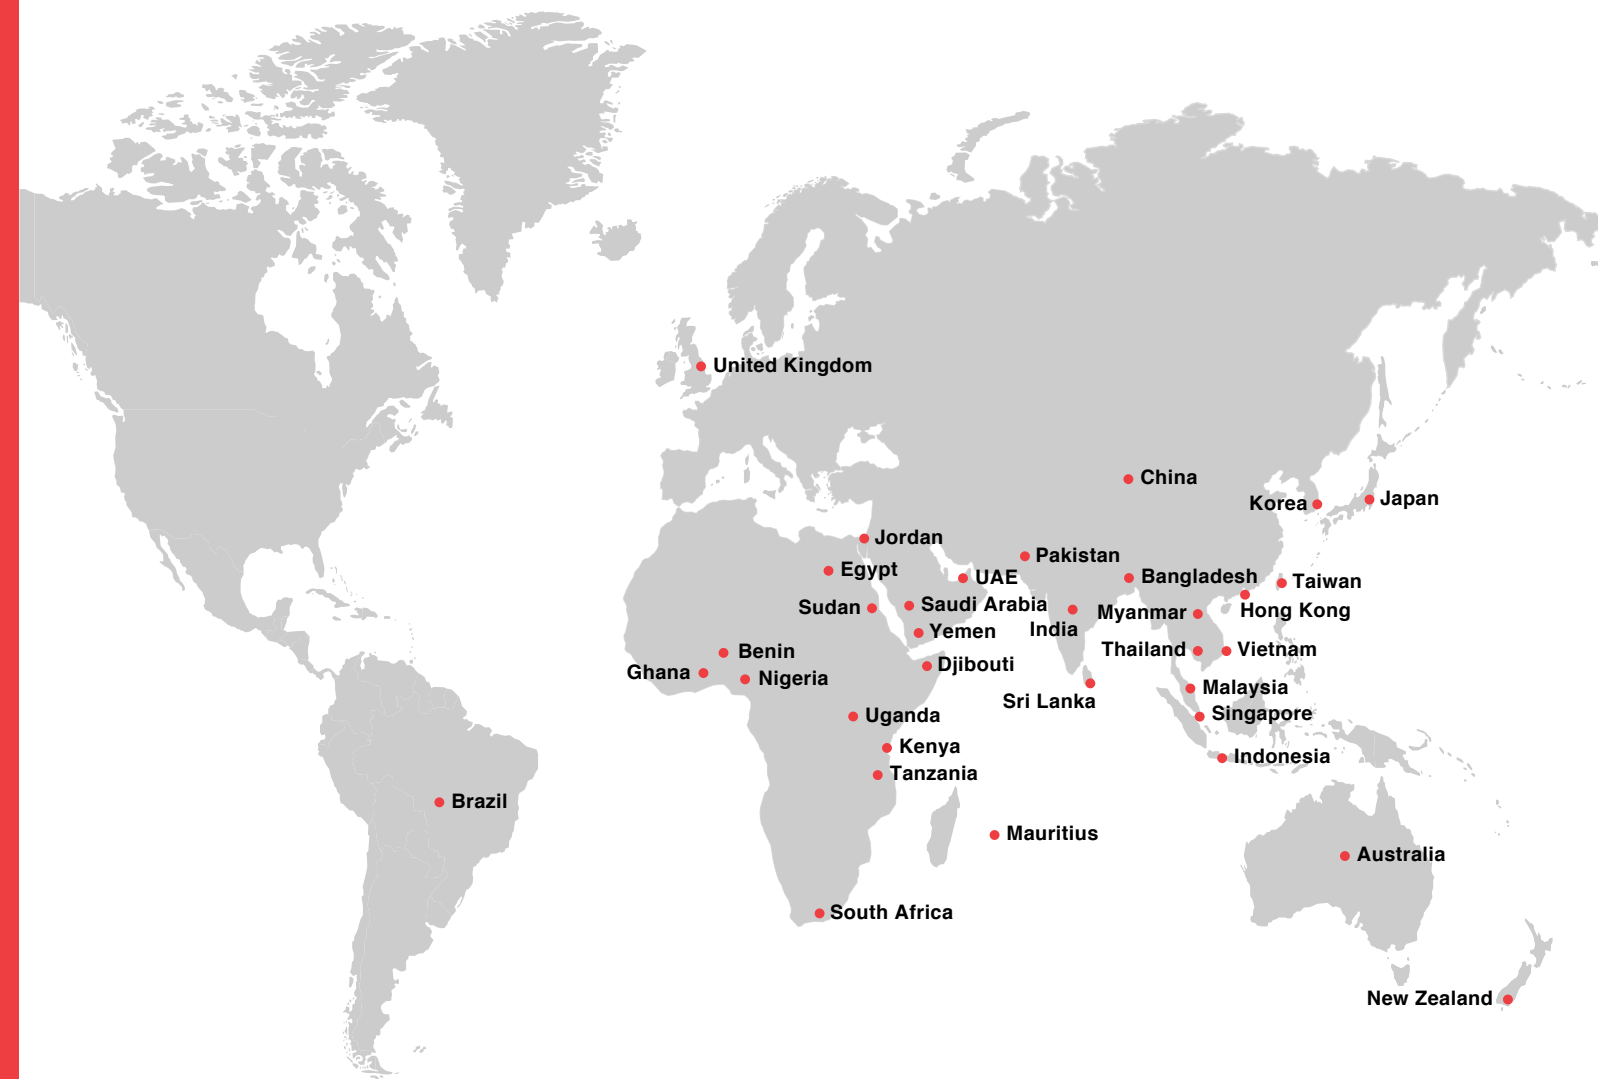 United Kingdom
China
Korea
Japan
Jordan
Pakistan
Egypt
UAE
Bangladesh
Taiwan
Sudan
Saudi Arabia
Myanmar
Hong Kong
Yemen
India
Benin
Thailand
Vietnam
Ghana
Nigeria
Djibouti
Malaysia
Sri Lanka
Uganda
Singapore
Kenya
Indonesia
Tanzania
Brazil
Mauritius
Australia
South Africa
New Zealand